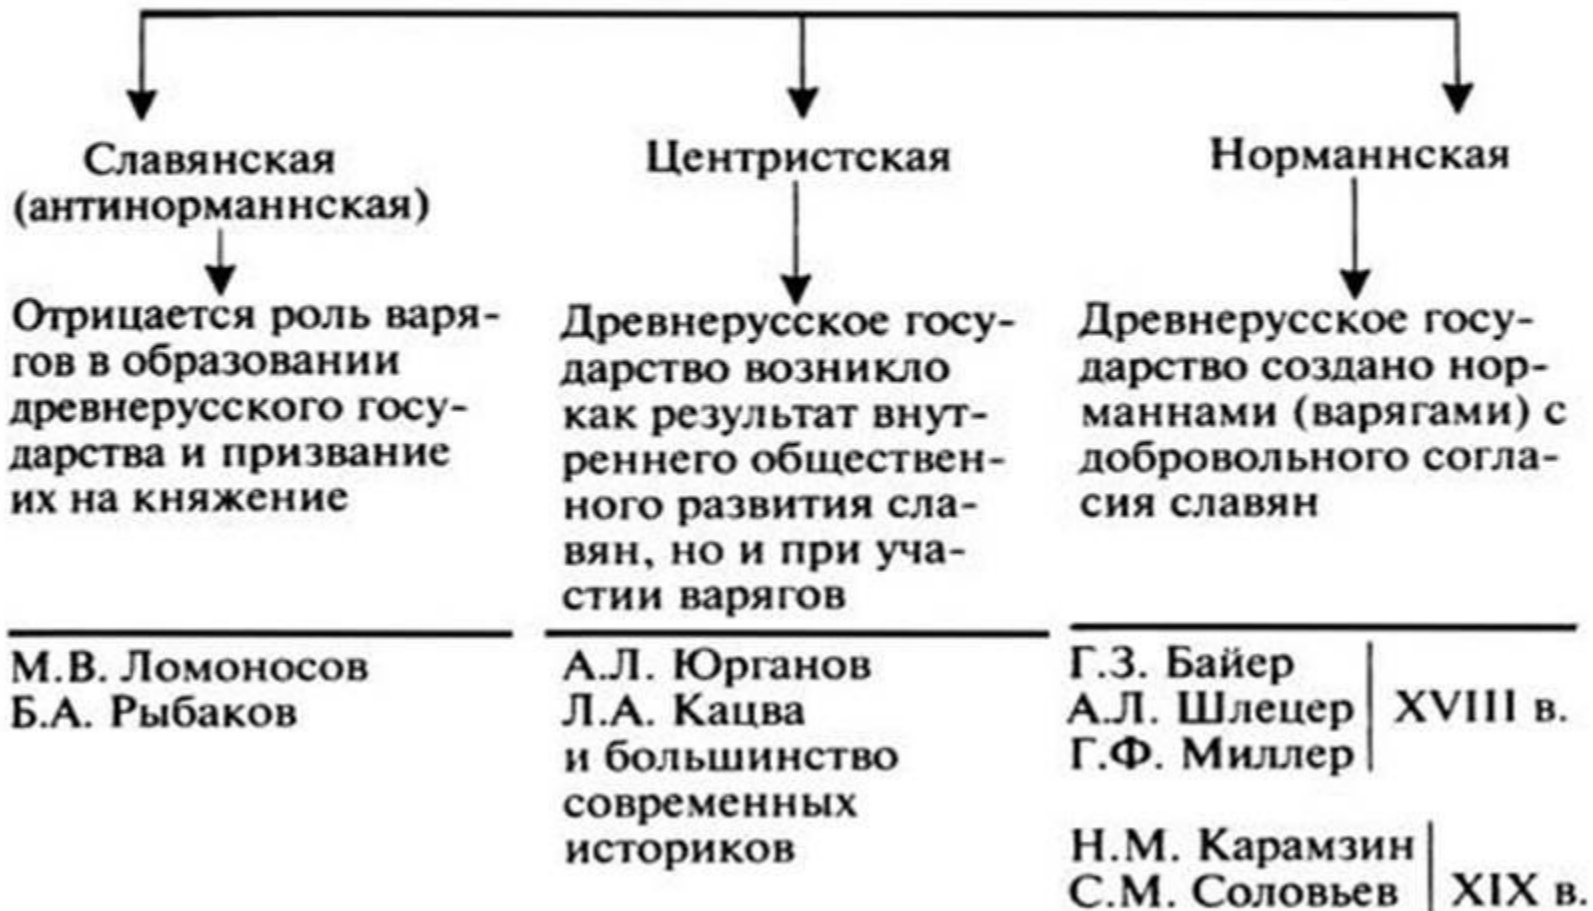 Славянская
(антинорманнская)
Отрицается роль варя-
гов в образовании
древнерусского госу-
дарства и призвание
их на княжение
М.В. Ломоносов
Б.А. Рыбаков
Центристская
Древнерусское госу-
дарство возникло
как результат внут-
реннего обществен-
ного развития сла-
вян, но и при уча-
стии варягов
А.Л. Юрганов
Л.А. Кацва
и большинство
современных
историков
Норманнская
Древнерусское госу-
дарство создано нор-
маннами (варягами) с
добровольного согла-
сия славян
Г.З. Байер
А.Л. Шлецер
Г.Ф. Миллер
XVIII в.
Н.М. Карамзин
С.М. Соловьев
XIX в.